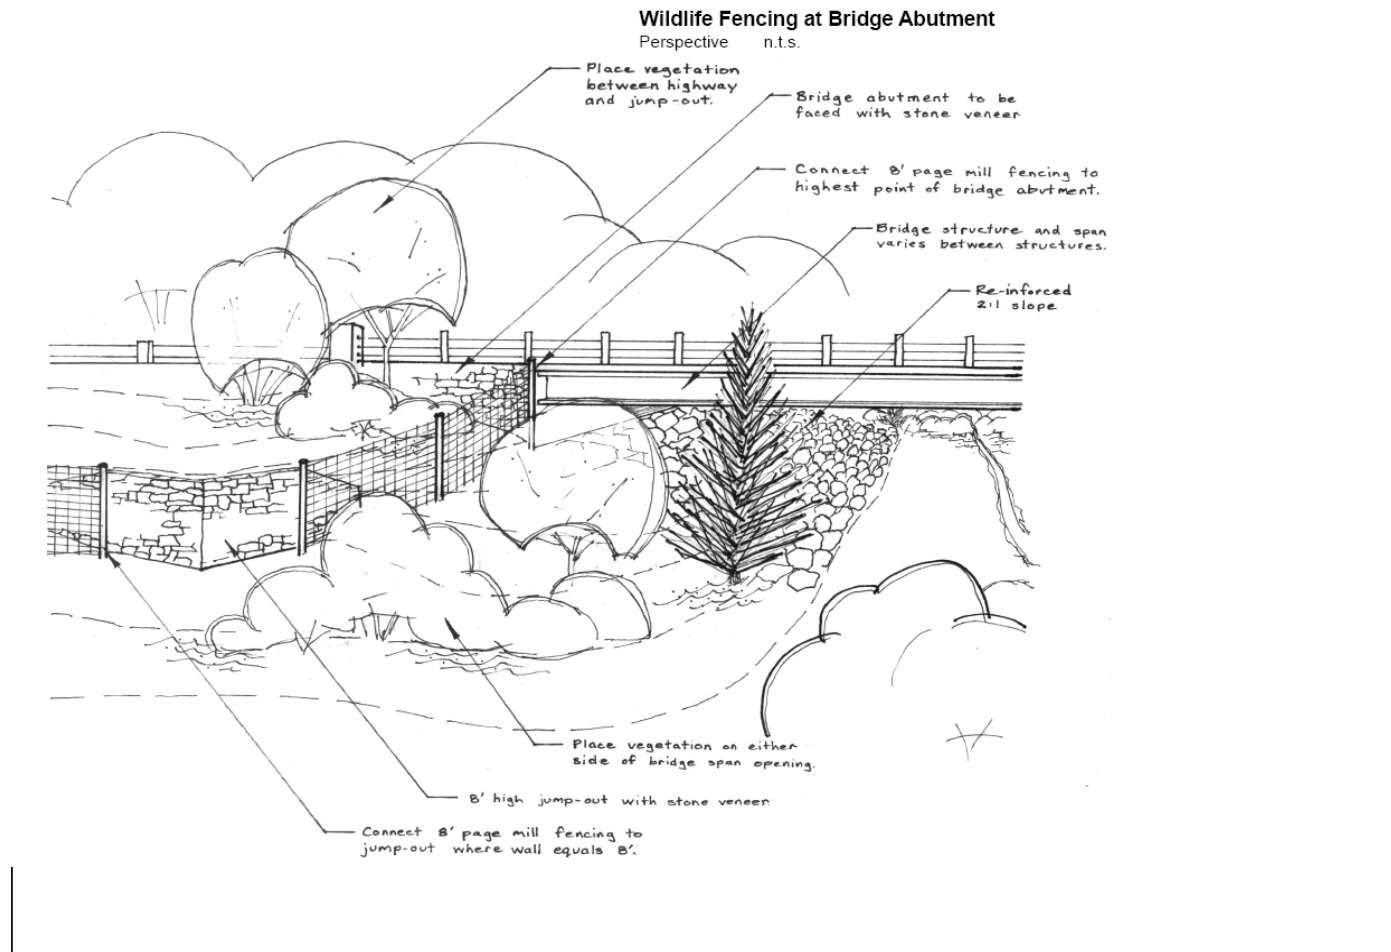 Wildlife Fencing at Bridge Abutment
Perspective n.t.s.
Place vegetation
between highway
and jump-out.
Bridge abutment to be
faced with stone veneer
Connect 8' page mill fencing to
highest point of bridge abutment.
Bridge structure and span
varies between structures.
Re-inforced
2:1 slope
Place vegetation on either
side of bridge span opening.
8' high jump-out with stone veneer
Connect 8' page mill fencing to
jump-out where wall equals 8'.